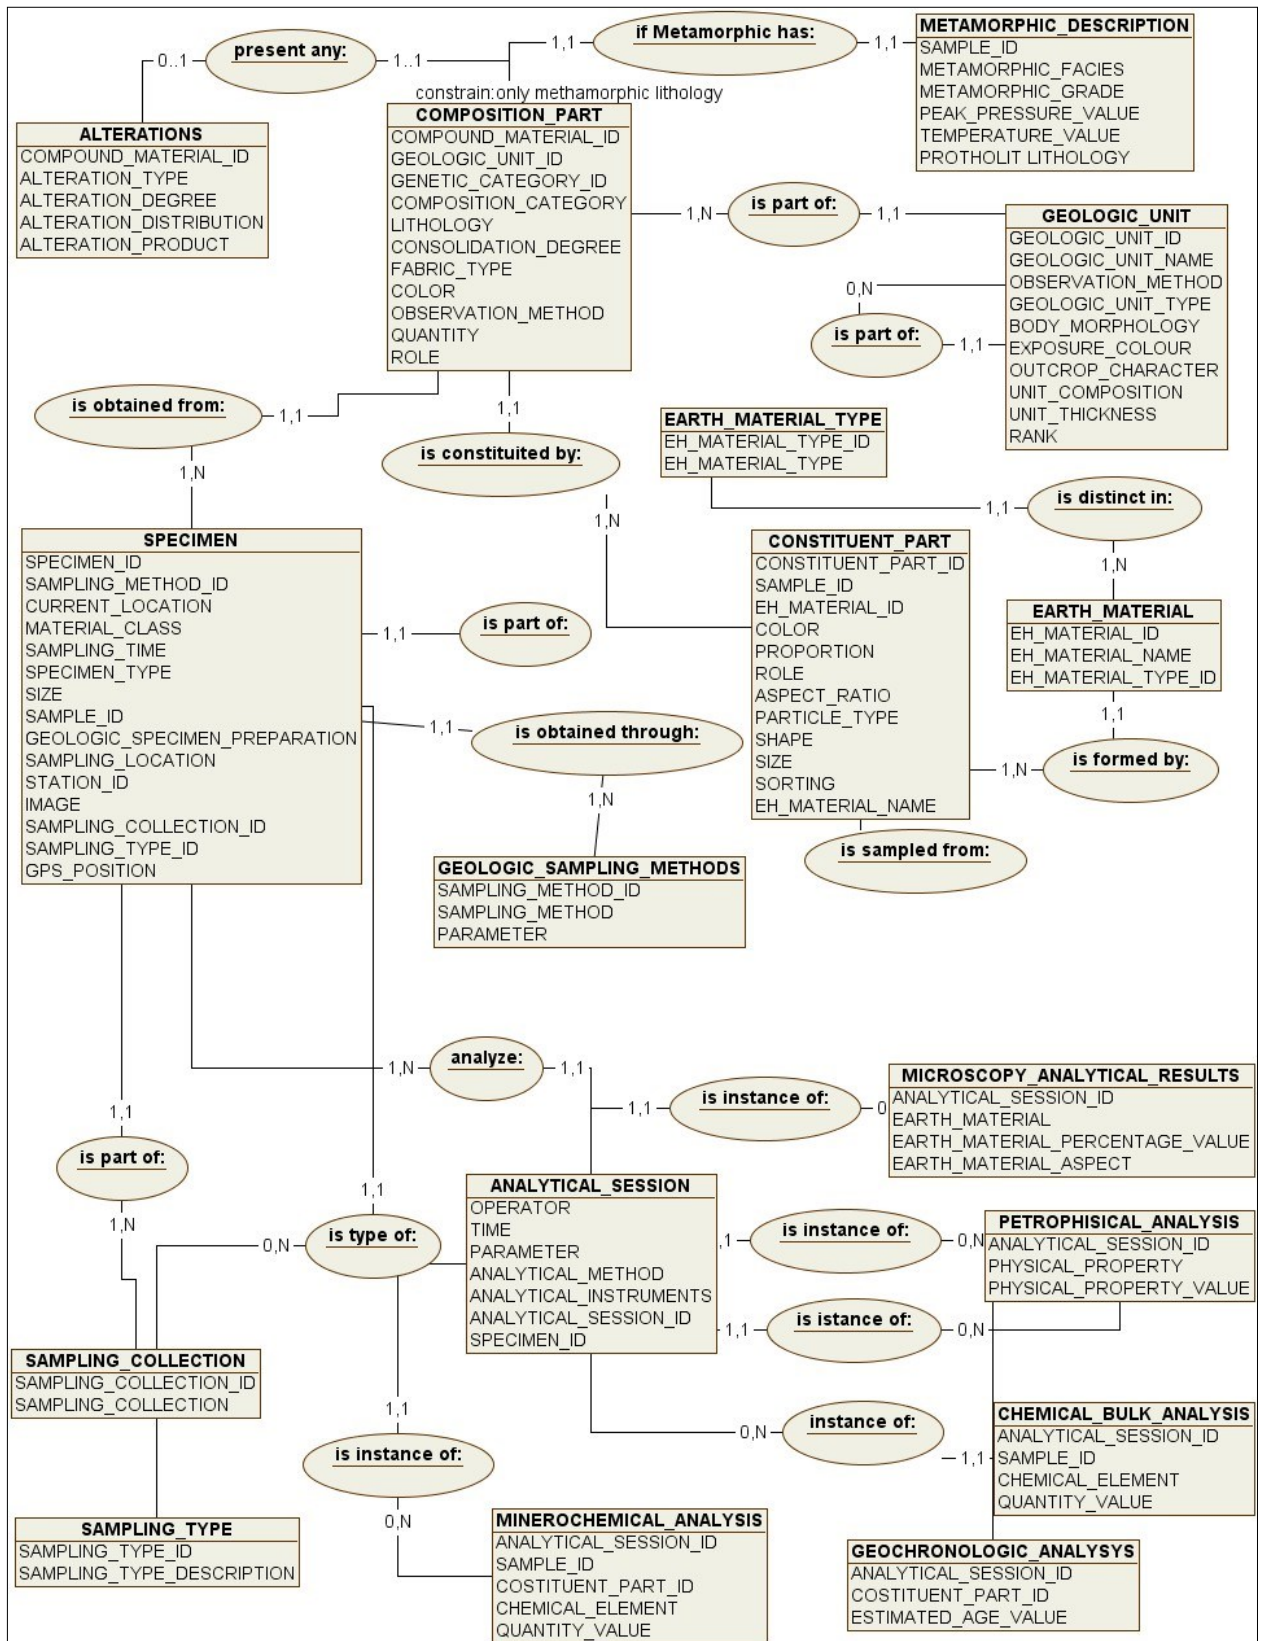 present any:
0..1
1..1
1,1
if Metamorphic has:
1,1
METAMORPHIC_DESCRIPTION
SAMPLE_ID
METAMORPHIC_FACIES
METAMORPHIC_GRADE
PEAK_PRESSURE_VALUE
TEMPERATURE_VALUE
PROTHOLIT LITHOLOGY
constrain:only methamorphic lithology
ALTERATIONS
COMPOUND_MATERIAL_ID
ALTERATION_TYPE
ALTERATION_DEGREE
ALTERATION_DISTRIBUTION
ALTERATION_PRODUCT
COMPOSITION_PART
COMPOUND_MATERIAL_ID
GEOLOGIC_UNIT_ID
GENETIC_CATEGORY_ID
COMPOSITION_CATEGORY
LITHOLOGY
CONSOLIDATION_DEGREE
FABRIC_TYPE
COLOR
OBSERVATION_METHOD
QUANTITY
ROLE
1,N
is part of:
1,1
GEOLOGIC_UNIT
GEOLOGIC_UNIT_ID
GEOLOGIC_UNIT_NAME
OBSERVATION_METHOD
GEOLOGIC_UNIT_TYPE
BODY_MORPHOLOGY
EXPOSURE_COLOUR
OUTCROP_CHARACTER
UNIT_COMPOSITION
UNIT_THICKNESS
RANK
0,N
is part of:
1,1
is obtained from:
1,1
1,N
1,1
is constituited by:
1,N
EARTH_MATERIAL_TYPE
EH_MATERIAL_TYPE_ID
EH_MATERIAL_TYPE
1,1
is distinct in:
1,N
SPECIMEN
SPECIMEN_ID
SAMPLING_METHOD_ID
CURRENT_LOCATION
MATERIAL_CLASS
SAMPLING_TIME
SPECIMEN_TYPE
SIZE
SAMPLE_ID
GEOLOGIC_SPECIMEN_PREPARATION
SAMPLING_LOCATION
STATION_ID
IMAGE
SAMPLING_COLLECTION_ID
SAMPLING_TYPE_ID
GPS_POSITION
CONSTITUENT_PART
CONSTITUENT_PART_ID
SAMPLE_ID
EH_MATERIAL_ID
COLOR
PROPORTION
ROLE
ASPECT_RATIO
PARTICLE_TYPE
SHAPE
SIZE
SORTING
EH_MATERIAL_NAME
EARTH_MATERIAL
EH_MATERIAL_ID
EH_MATERIAL_NAME
EH_MATERIAL_TYPE_ID
1,1
is part of:
1,1
is obtained through:
1,N
1,1
1,N
is formed by:
is sampled from:
GEOLOGIC_SAMPLING_METHODS
SAMPLING_METHOD_ID
SAMPLING_METHOD
PARAMETER
1,N
analyze:
1,1
1,1
is instance of:
0
MICROSCOPY_ANALYTICAL_RESULTS
ANALYTICAL_SESSION_ID
EARTH_MATERIAL
EARTH_MATERIAL_PERCENTAGE_VALUE
EARTH_MATERIAL_ASPECT
1,1
is part of:
1,N
1,1
0,N
is type of:
ANALYTICAL_SESSION
OPERATOR
TIME
PARAMETER
ANALYTICAL_METHOD
ANALYTICAL_INSTRUMENTS
ANALYTICAL_SESSION_ID
SPECIMEN_ID
,1
is instance of:
0,N
PETROPHISICAL_ANALYSIS
ANALYTICAL_SESSION_ID
PHYSICAL_PROPERTY
PHYSICAL_PROPERTY_VALUE
1,1
is istance of:
0,N
SAMPLING_COLLECTION
SAMPLING_COLLECTION_ID
SAMPLING_COLLECTION
1,1
is instance of:
0,N
0,N
instance of:
1,1
CHEMICAL_BULK_ANALYSIS
ANALYTICAL_SESSION_ID
SAMPLE_ID
CHEMICAL_ELEMENT
QUANTITY_VALUE
SAMPLING_TYPE
SAMPLING_TYPE_ID
SAMPLING_TYPE_DESCRIPTION
MINEROCHEMICAL_ANALYSIS
ANALYTICAL_SESSION_ID
SAMPLE_ID
COSTITUENT_PART_ID
CHEMICAL_ELEMENT
QUANTITY_VALUE
GEOCHRONOLOGIC_ANALYSYS
ANALYTICAL_SESSION_ID
COSTITUENT_PART_ID
ESTIMATED_AGE_VALUE